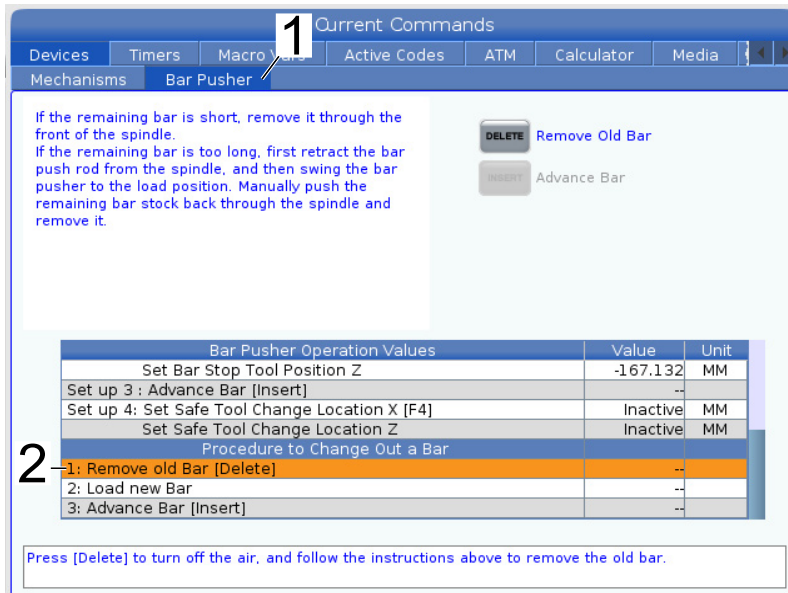 Current Commands
1
Devices Timers Macro Vars Active Codes ATM Calculator Media
Mechanisms Bar Pusher
If the remaining bar is short, remove it through the
front of the spindle.
If the remaining bar is too long, first retract the bar
push rod from the spindle, and then swing the bar
pusher to the load position. Manually push the
remaining bar stock back through the spindle and
remove it.
DELETE Remove Old Bar
INSERT Advance Bar
Bar Pusher Operation Values Value Unit
Set Bar Stop Tool Position Z -167.132 MM
Set up 3 : Advance Bar [Insert] --
Set up 4: Set Safe Tool Change Location X [F4] Inactive MM
Set Safe Tool Change Location Z Inactive MM
Procedure to Change Out a Bar
2
1: Remove old Bar [Delete] --
2: Load new Bar --
3: Advance Bar [Insert] --
Press [Delete] to turn off the air, and follow the instructions above to remove the old bar.